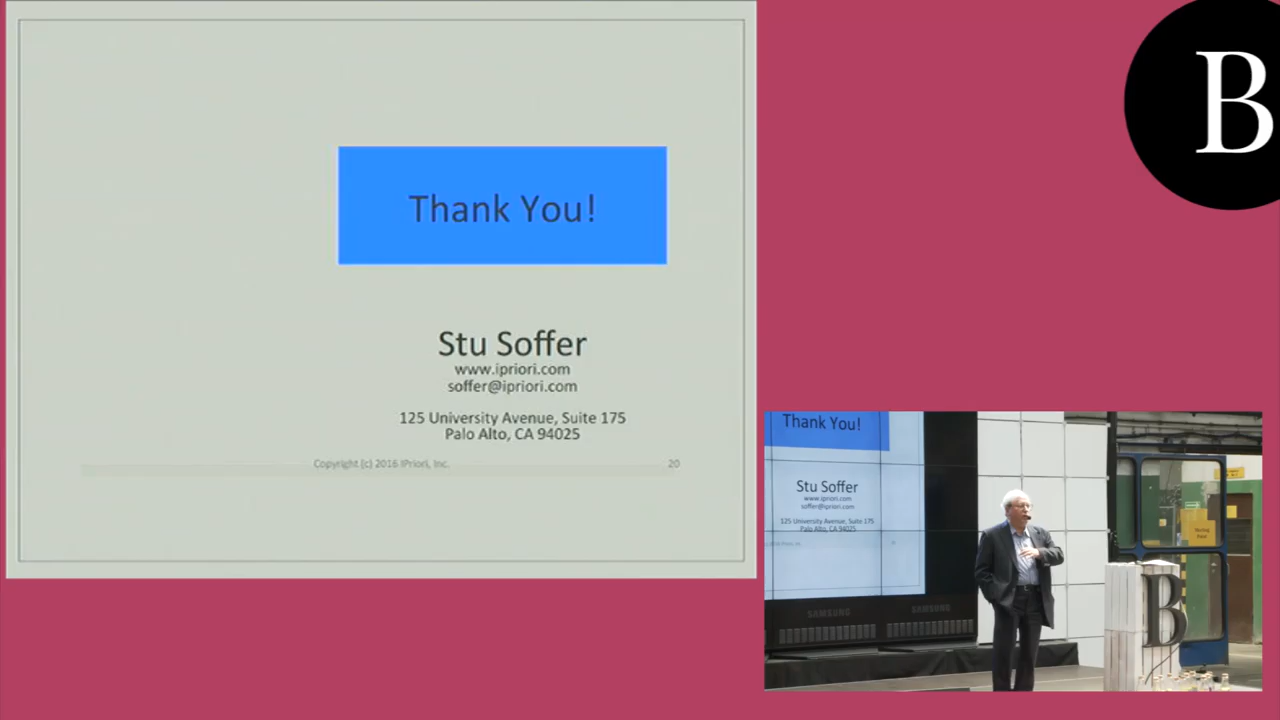 Thank You!
Stu Soffer
www.ipriori.com
soffer@ipriori.com
125 University Avenue, Suite 175
Palo Alto, CA 94025
Copyright (c) 2016 IPriori, Inc.
20
B
Thank You!
Stu Soffer
www.ipriori.com
soffer@ipriori.com
125 University Avenue, Suite 175
Palo Alto, CA 94025
SAMSUNG
SAMSUNG
B